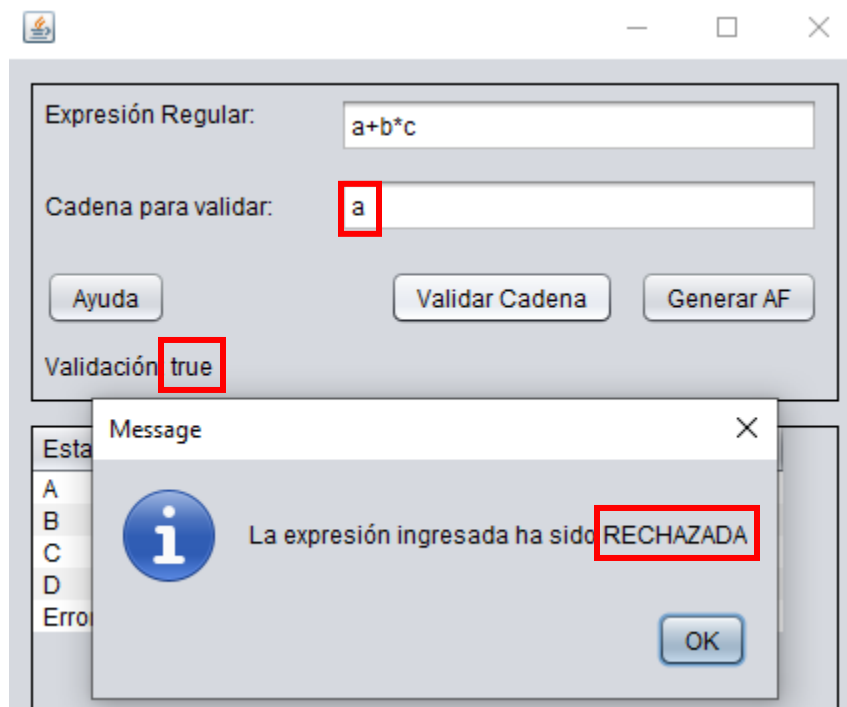 Expresión Regular:
a+b*c
Cadena para validar:
a
Ayuda
Validar Cadena
Generar AF
Validación
true
Message
Esta
A
B
C
D
Error
La expresión ingresada ha sido RECHAZADA
OK